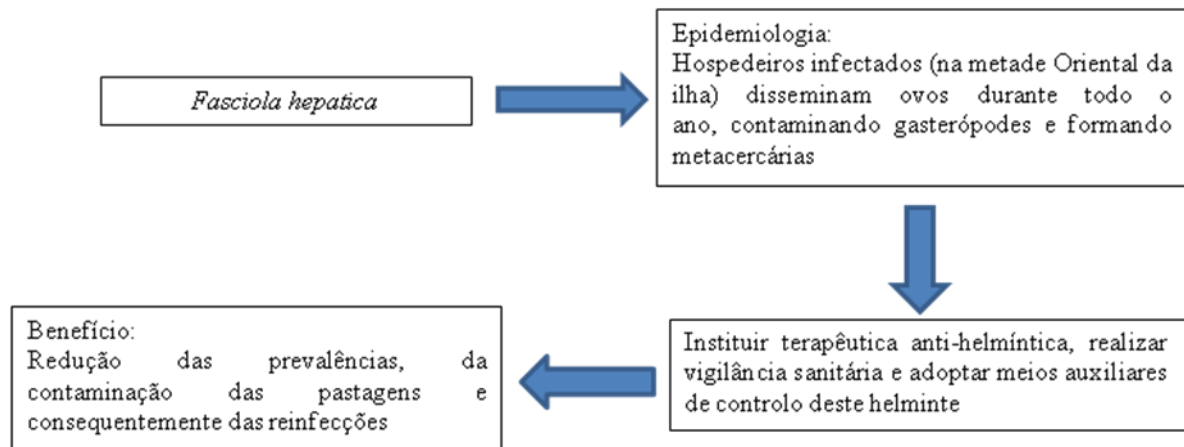 Fasciola hepatica
Epidemiologia:
Hospedeiros infectados (na metade Oriental da
ilha) disseminam ovos durante todo o
ano, contaminando gasterópodes e formando
metacercárias
Instituir terapêutica anti-helmíntica, realizar
vigilância sanitária e adoptar meios auxiliares
de controlo deste helminte
Benefício:
Redução das prevalências, da
contaminação das pastagens e
consequentemente das reinfecções